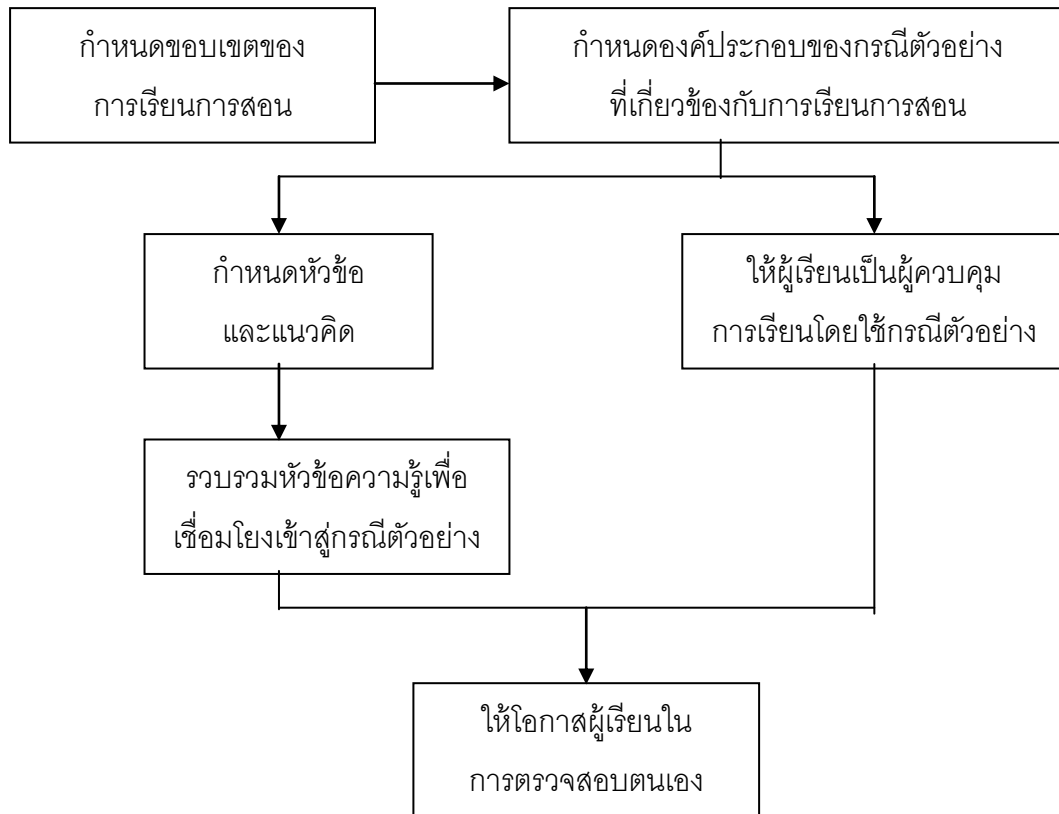 กำหนดขอบเขตของ
การเรียนการสอน
กำหนดองค์ประกอบของกรณีตัวอย่าง
ที่เกี่ยวข้องกับการเรียนการสอน
กำหนดหัวข้อ
และแนวคิด
ให้ผู้เรียนเป็นผู้ควบคุม
การเรียนโดยใช้กรณีตัวอย่าง
รวบรวมหัวข้อความรู้เพื่อ
เชื่อมโยงเข้าสู่กรณีตัวอย่าง
ให้โอกาสผู้เรียนใน
การตรวจสอบตนเอง